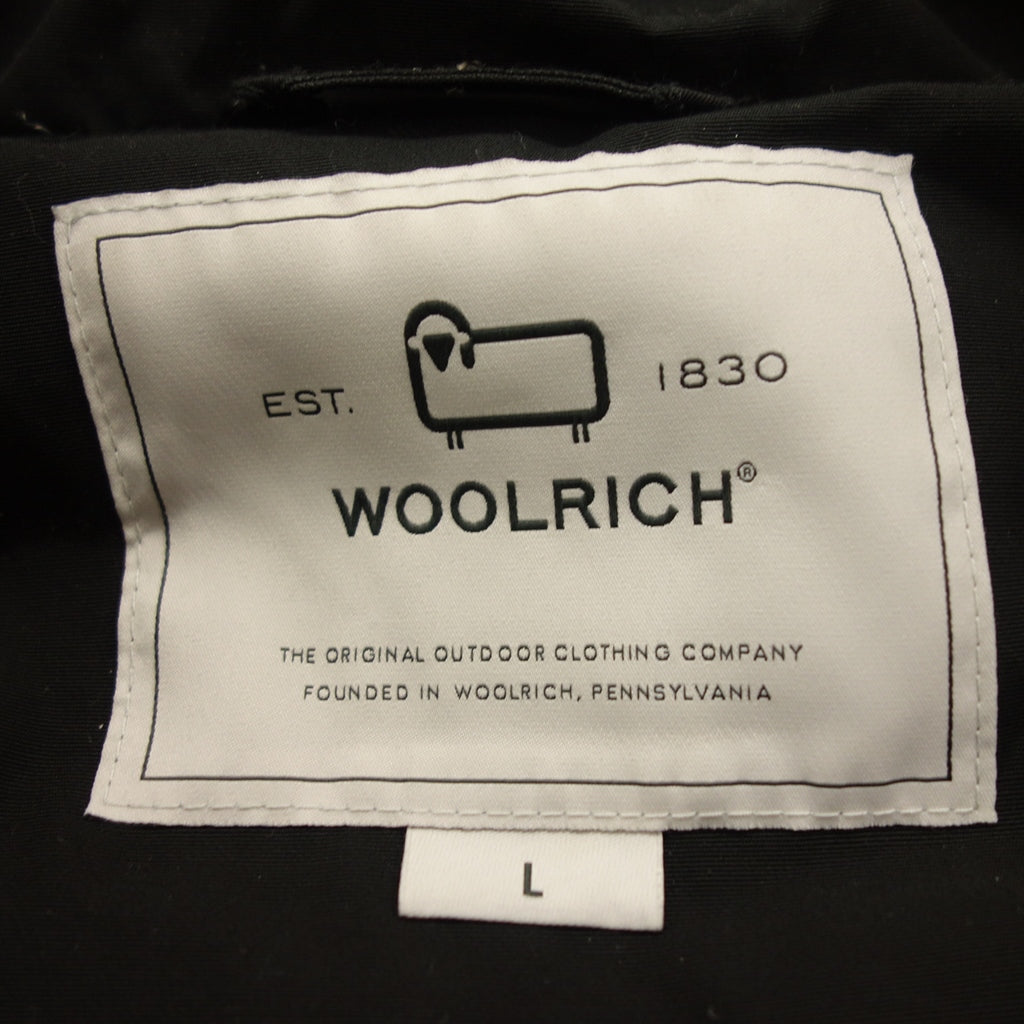 EST. 1830
WOOLRICH®
THE ORIGINAL OUTDOOR CLOTHING COMPANY
FOUNDED IN WOOLRICH, PENNSYLVANIA
L